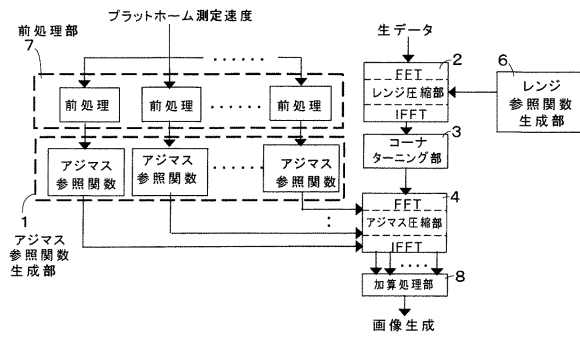 プラットホーム測定速度
前処理部
7
‥‥‥
前処理
前処理
‥‥‥
前処理
アジマス
参照関数
アジマス
参照関数
‥‥‥
アジマス
参照関数
1
アジマス
参照関数
生成部
生データ
2
FFT
レンジ圧縮部
IFFT
6
レンジ
参照関数
生成部
3
コーナ
ターニング部
4
FFT
アジマス圧縮部
IFFT
8
加算処理部
画像生成